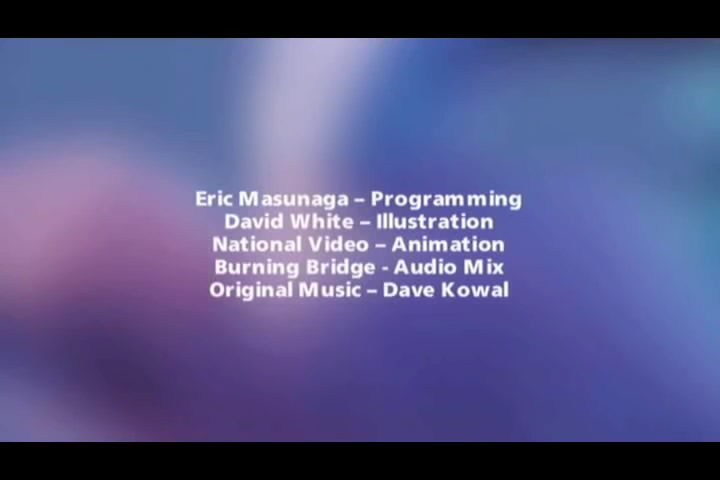 Eric Masunaga – Programming
David White – Illustration
National Video – Animation
Burning Bridge - Audio Mix
Original Music – Dave Kowal